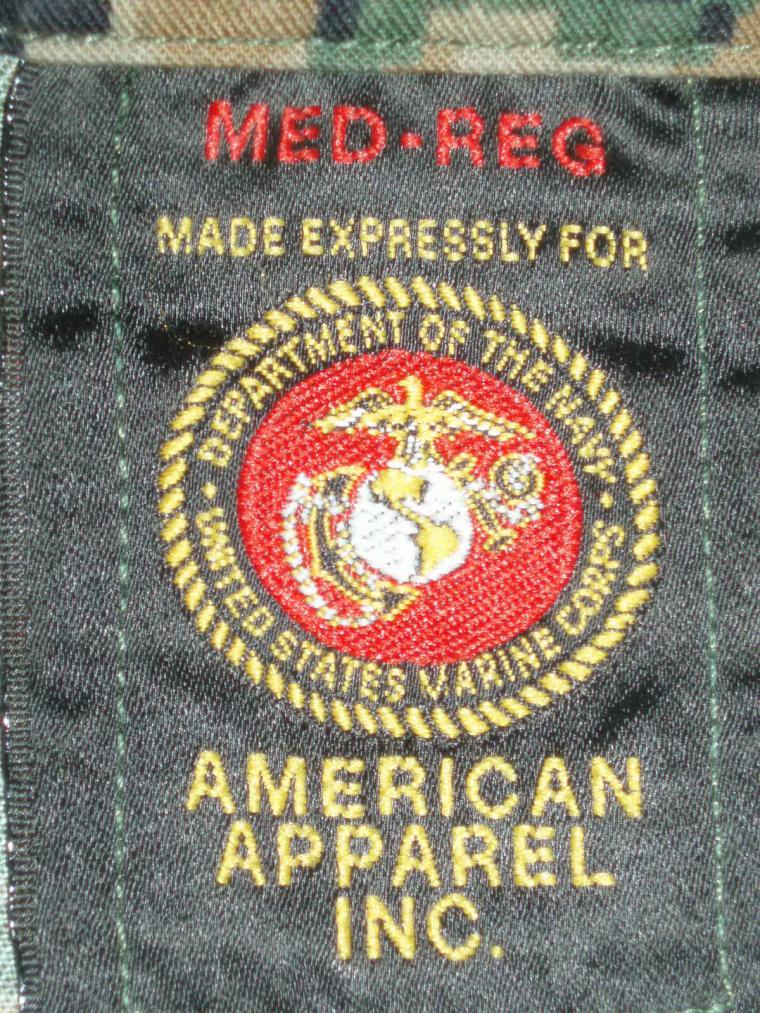 MED-REG
MADE EXPRESSLY FOR
• DEPARTMENT OF THE NAVY •
UNITED STATES MARINE CORPS
AMERICAN
APPAREL
INC.